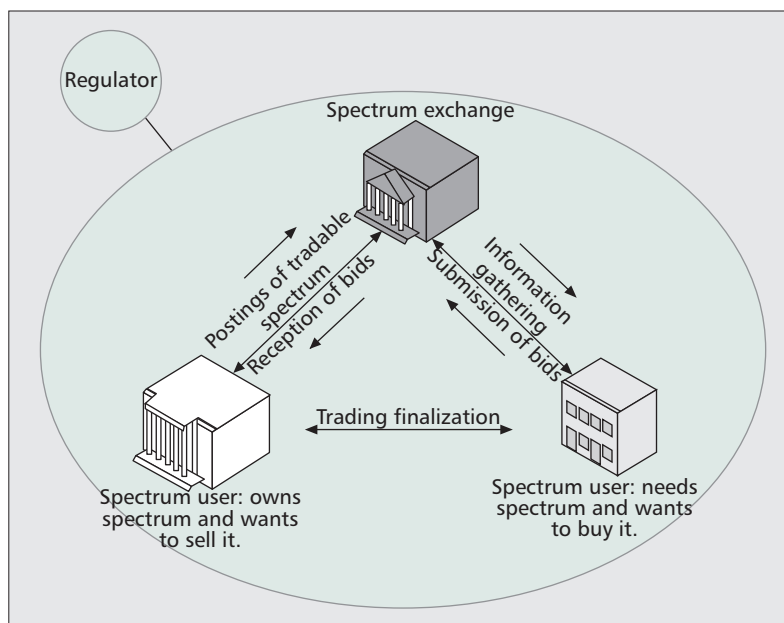 Regulator
Spectrum exchange
Postings of tradable
spectrum
Reception of bids
Information
gathering
Submission of bids
Trading finalization
Spectrum user: owns
spectrum and wants
to sell it.
Spectrum user: needs
spectrum and wants
to buy it.